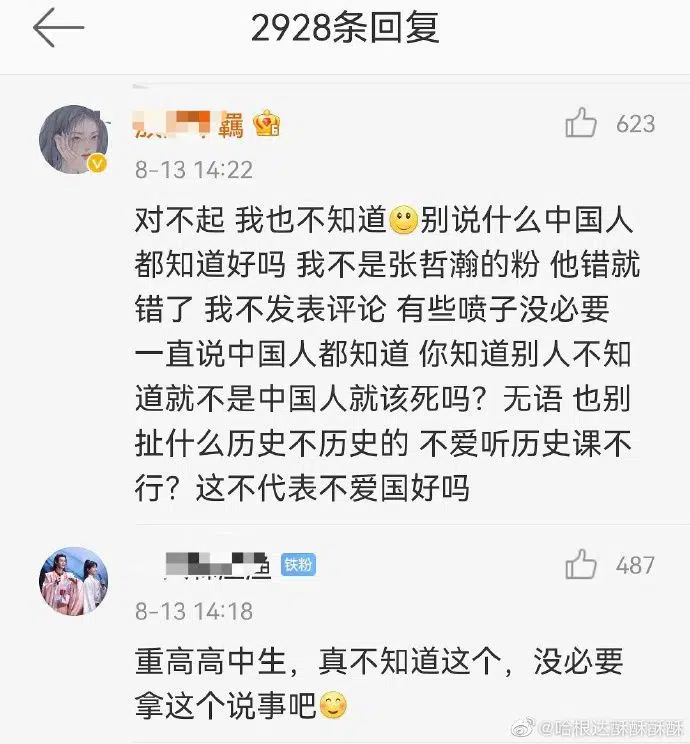 2928条回复
羈
623
8-13 14:22
对不起 我也不知道别说什么中国人
都知道好吗 我不是张哲瀚的粉 他错就
错了 我不发表评论 有些喷子没必要
一直说中国人都知道 你知道别人不知
道就不是中国人就该死吗？无语 也别
扯什么历史不历史的 不爱听历史课不
行？这不代表不爱国好吗
铁粉
487
8-13 14:18
重高高中生，真不知道这个，没必要
拿这个说事吧
@哈根达酥酥酥酥